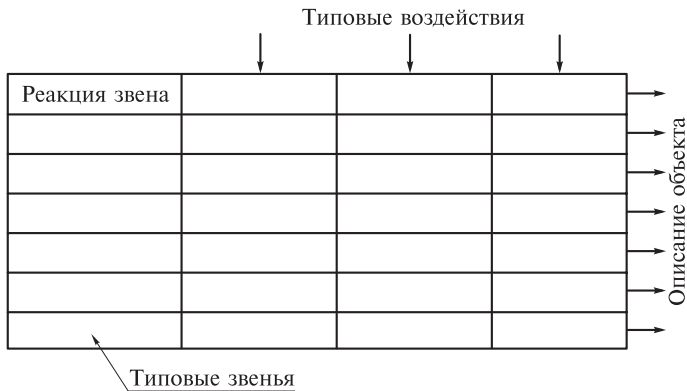 Типовые воздействия
Реакция звена
Описание объекта
Типовые звенья